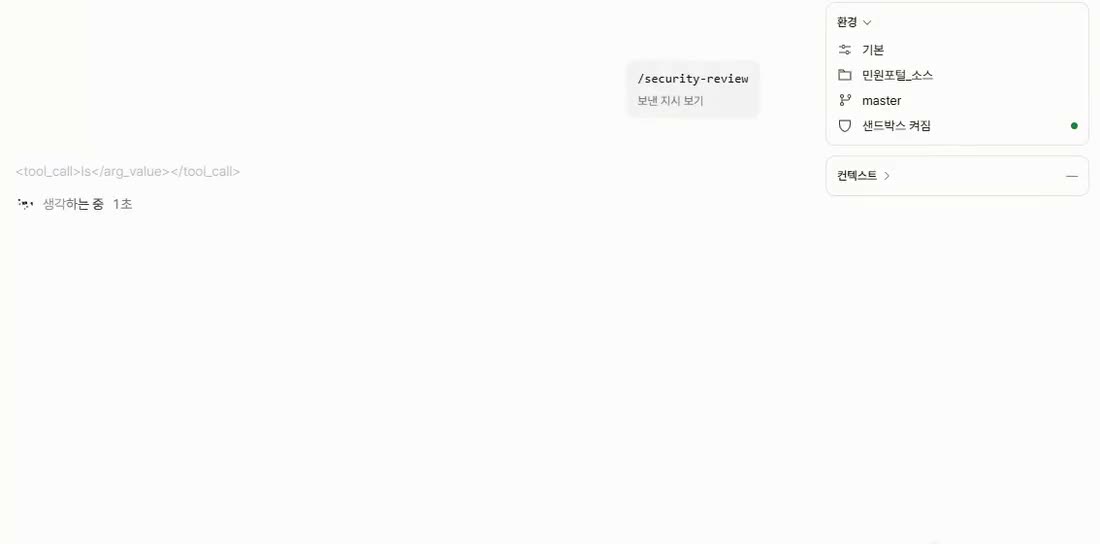 환경
기본
민원포털_소스
master
샌드박스 켜짐
컨텍스트
/security-review
보낸 지시 보기
<tool_call>ls</arg_value></tool_call>
생각하는 중 1초